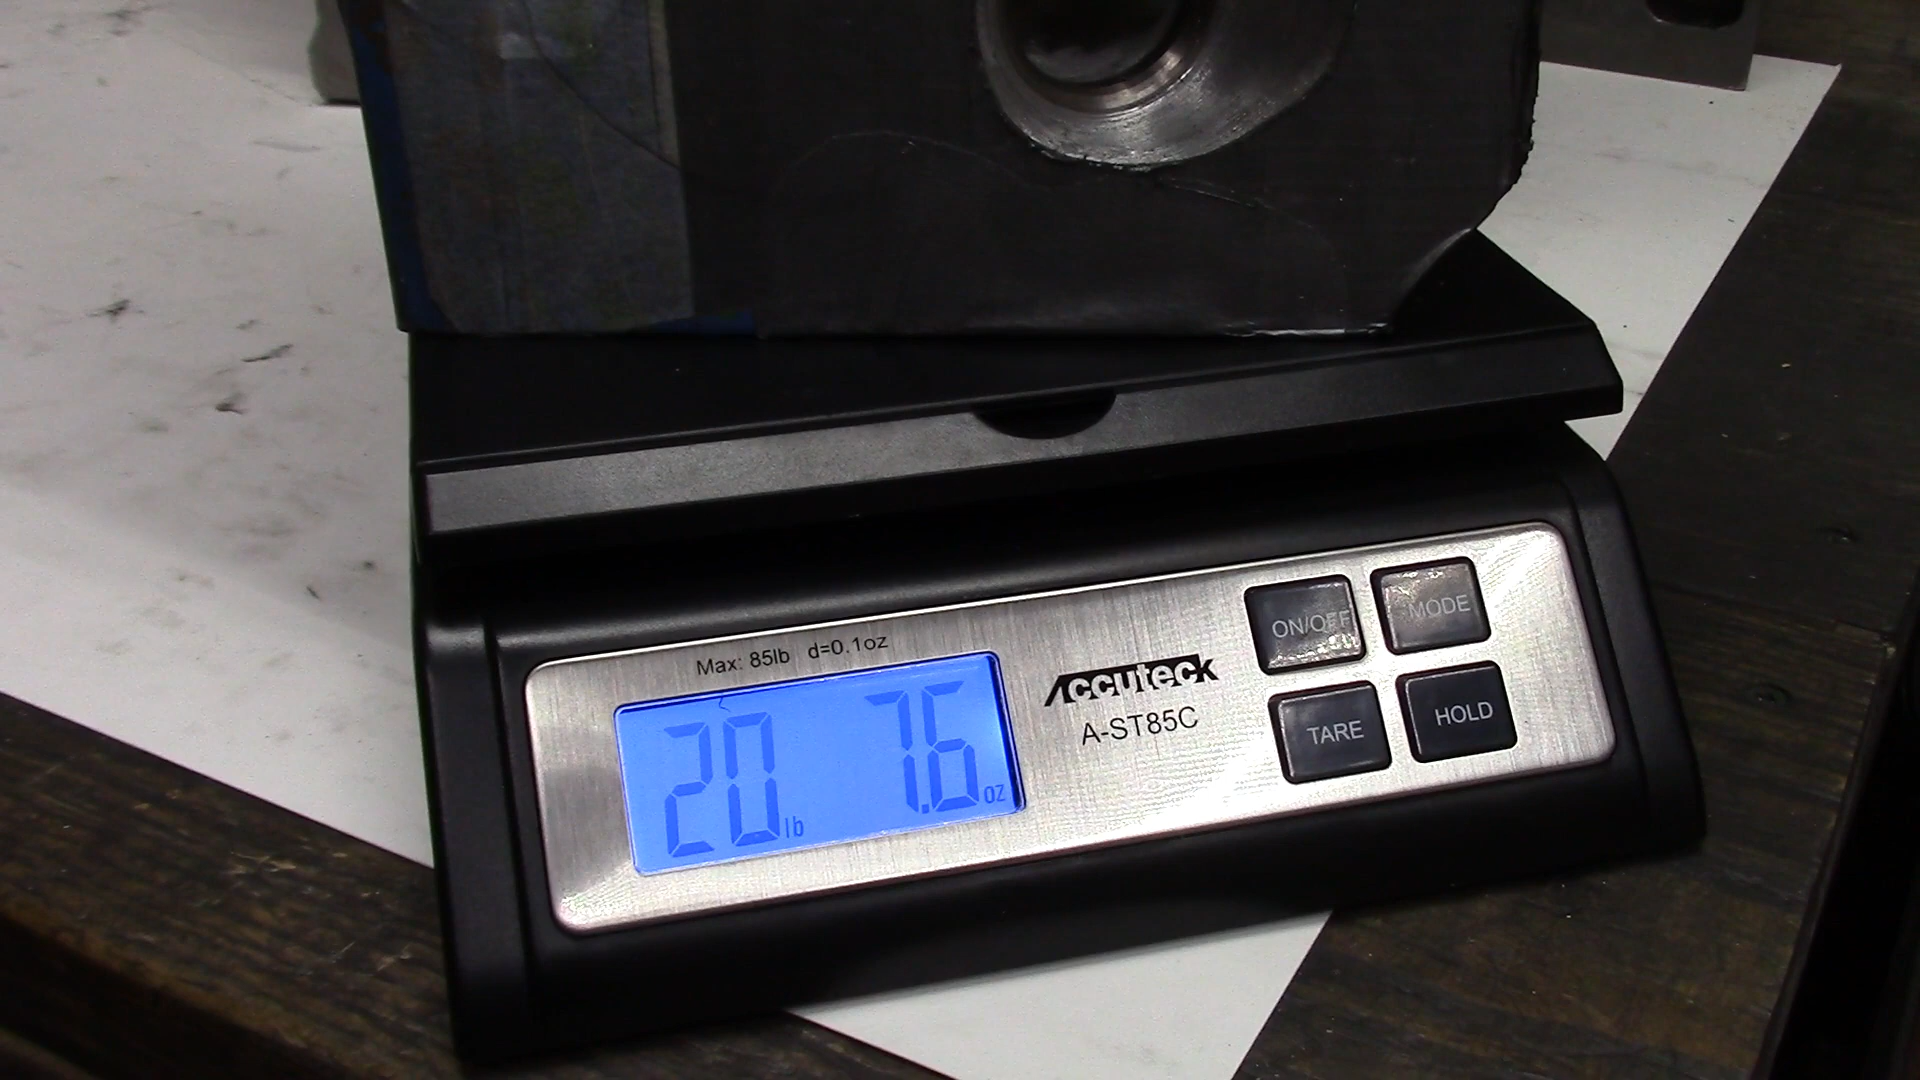 Max: 85lb d=0.1oz
20 lb 7.6 oz
Accuteck
A-ST85C
ON/OFF
MODE
TARE
HOLD